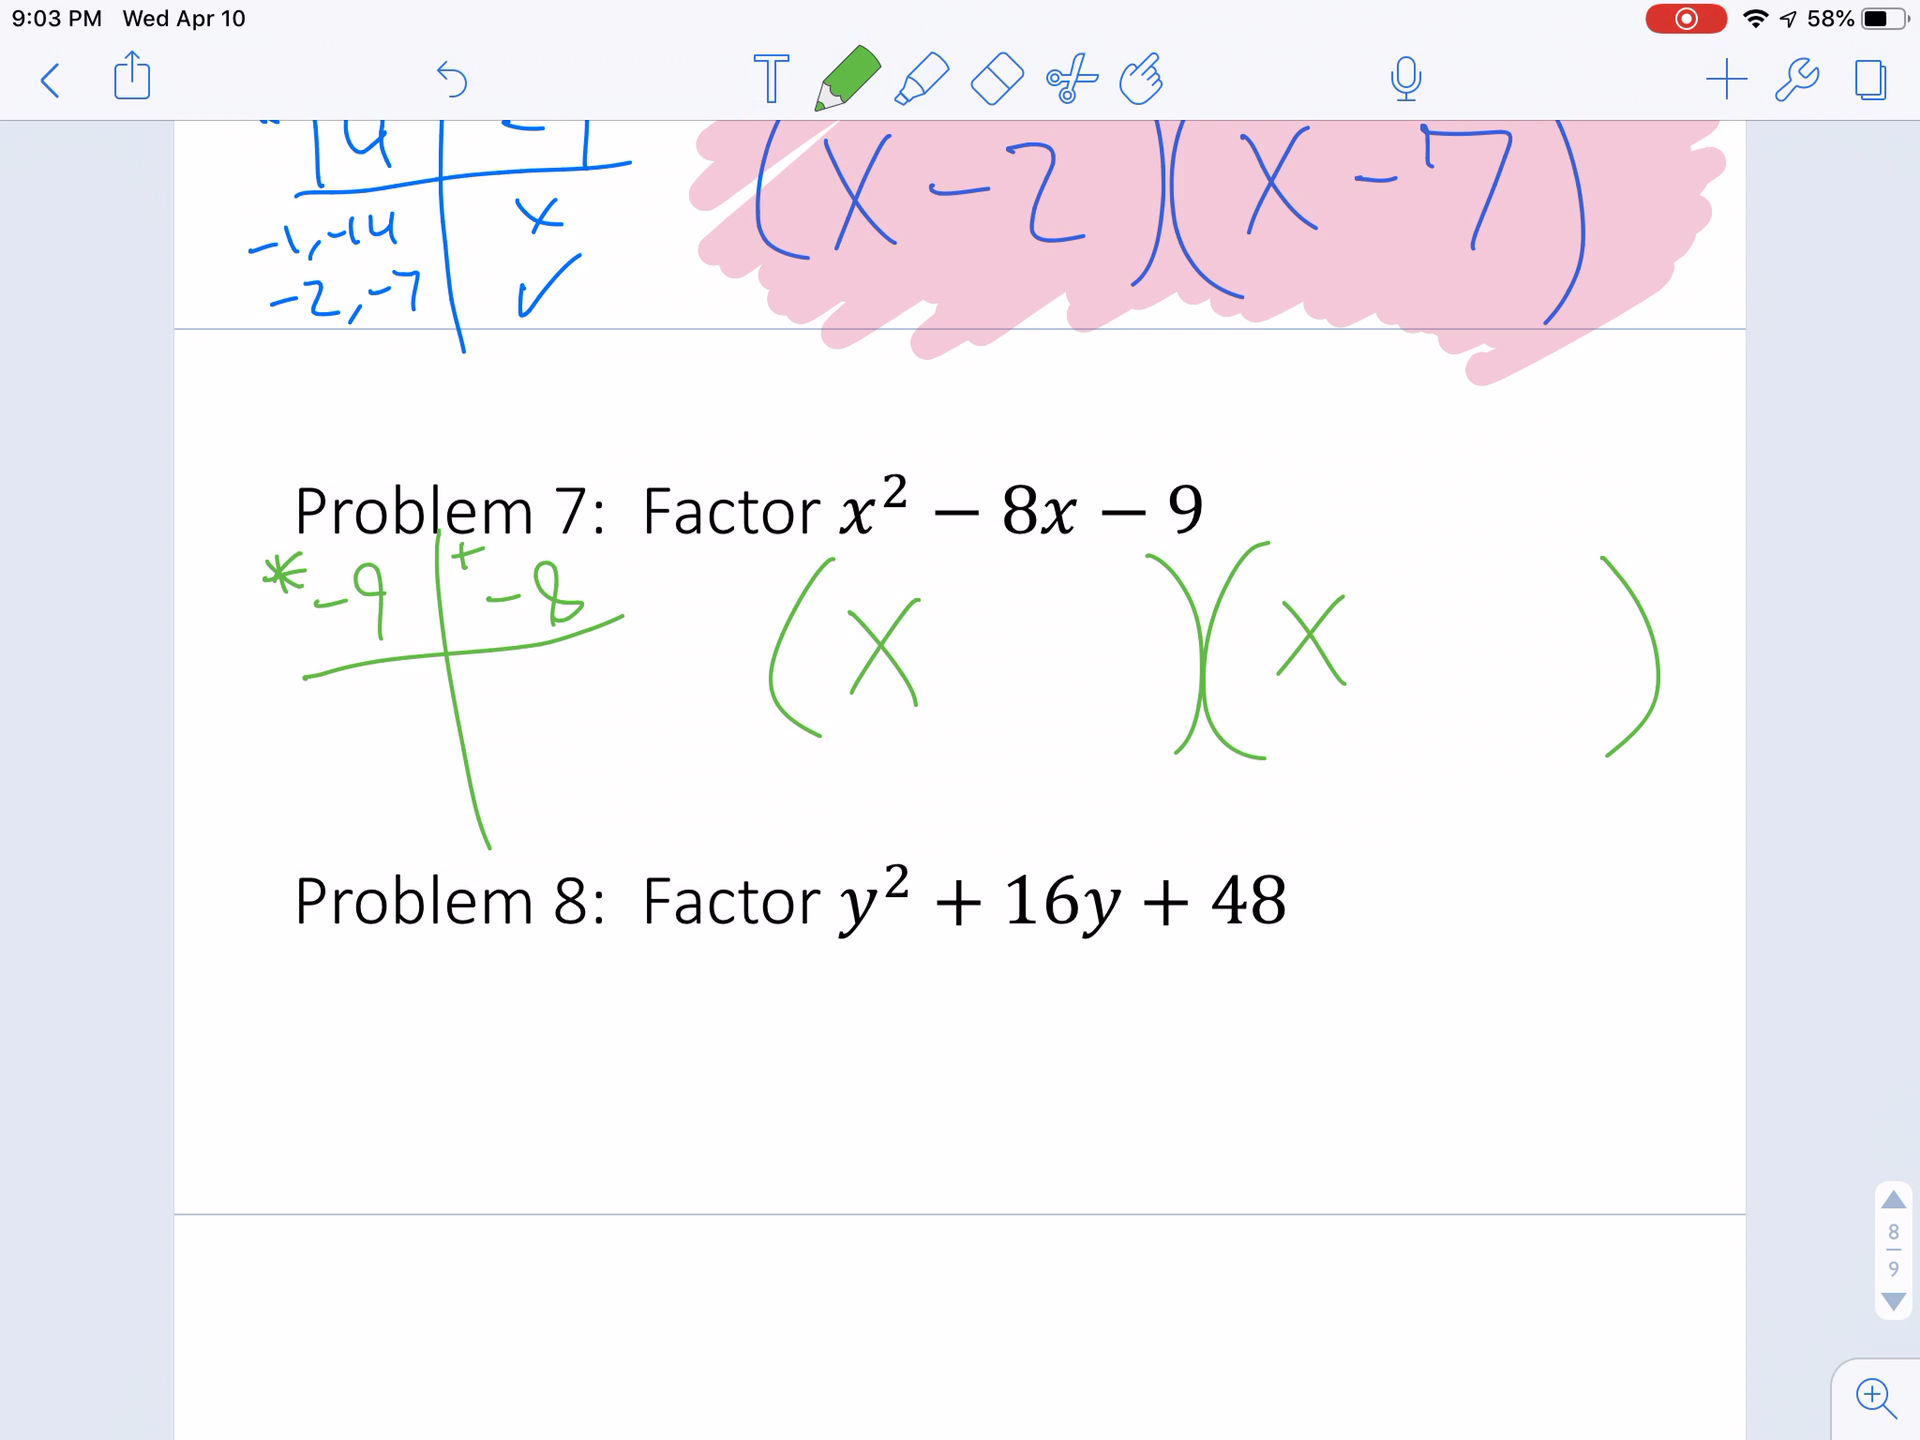 9:03 PM Wed Apr 10 58%
T
(x - 2)(x - 7)
-1, -14 x
-2, -7 ✓
Problem 7: Factor x² − 8x − 9
* -9 + -8
(x )(x )
Problem 8: Factor y² + 16y + 48
8
9